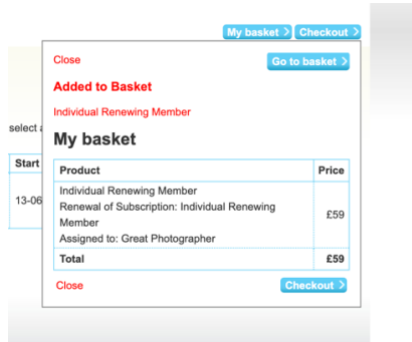 My basket > Checkout >
Close
Go to basket >
Added to Basket
Individual Renewing Member
select
My basket
Start
Product Price
13-06
Individual Renewing Member
Renewal of Subscription: Individual Renewing
Member
Assigned to: Great Photographer
£59
Total £59
Close
Checkout >